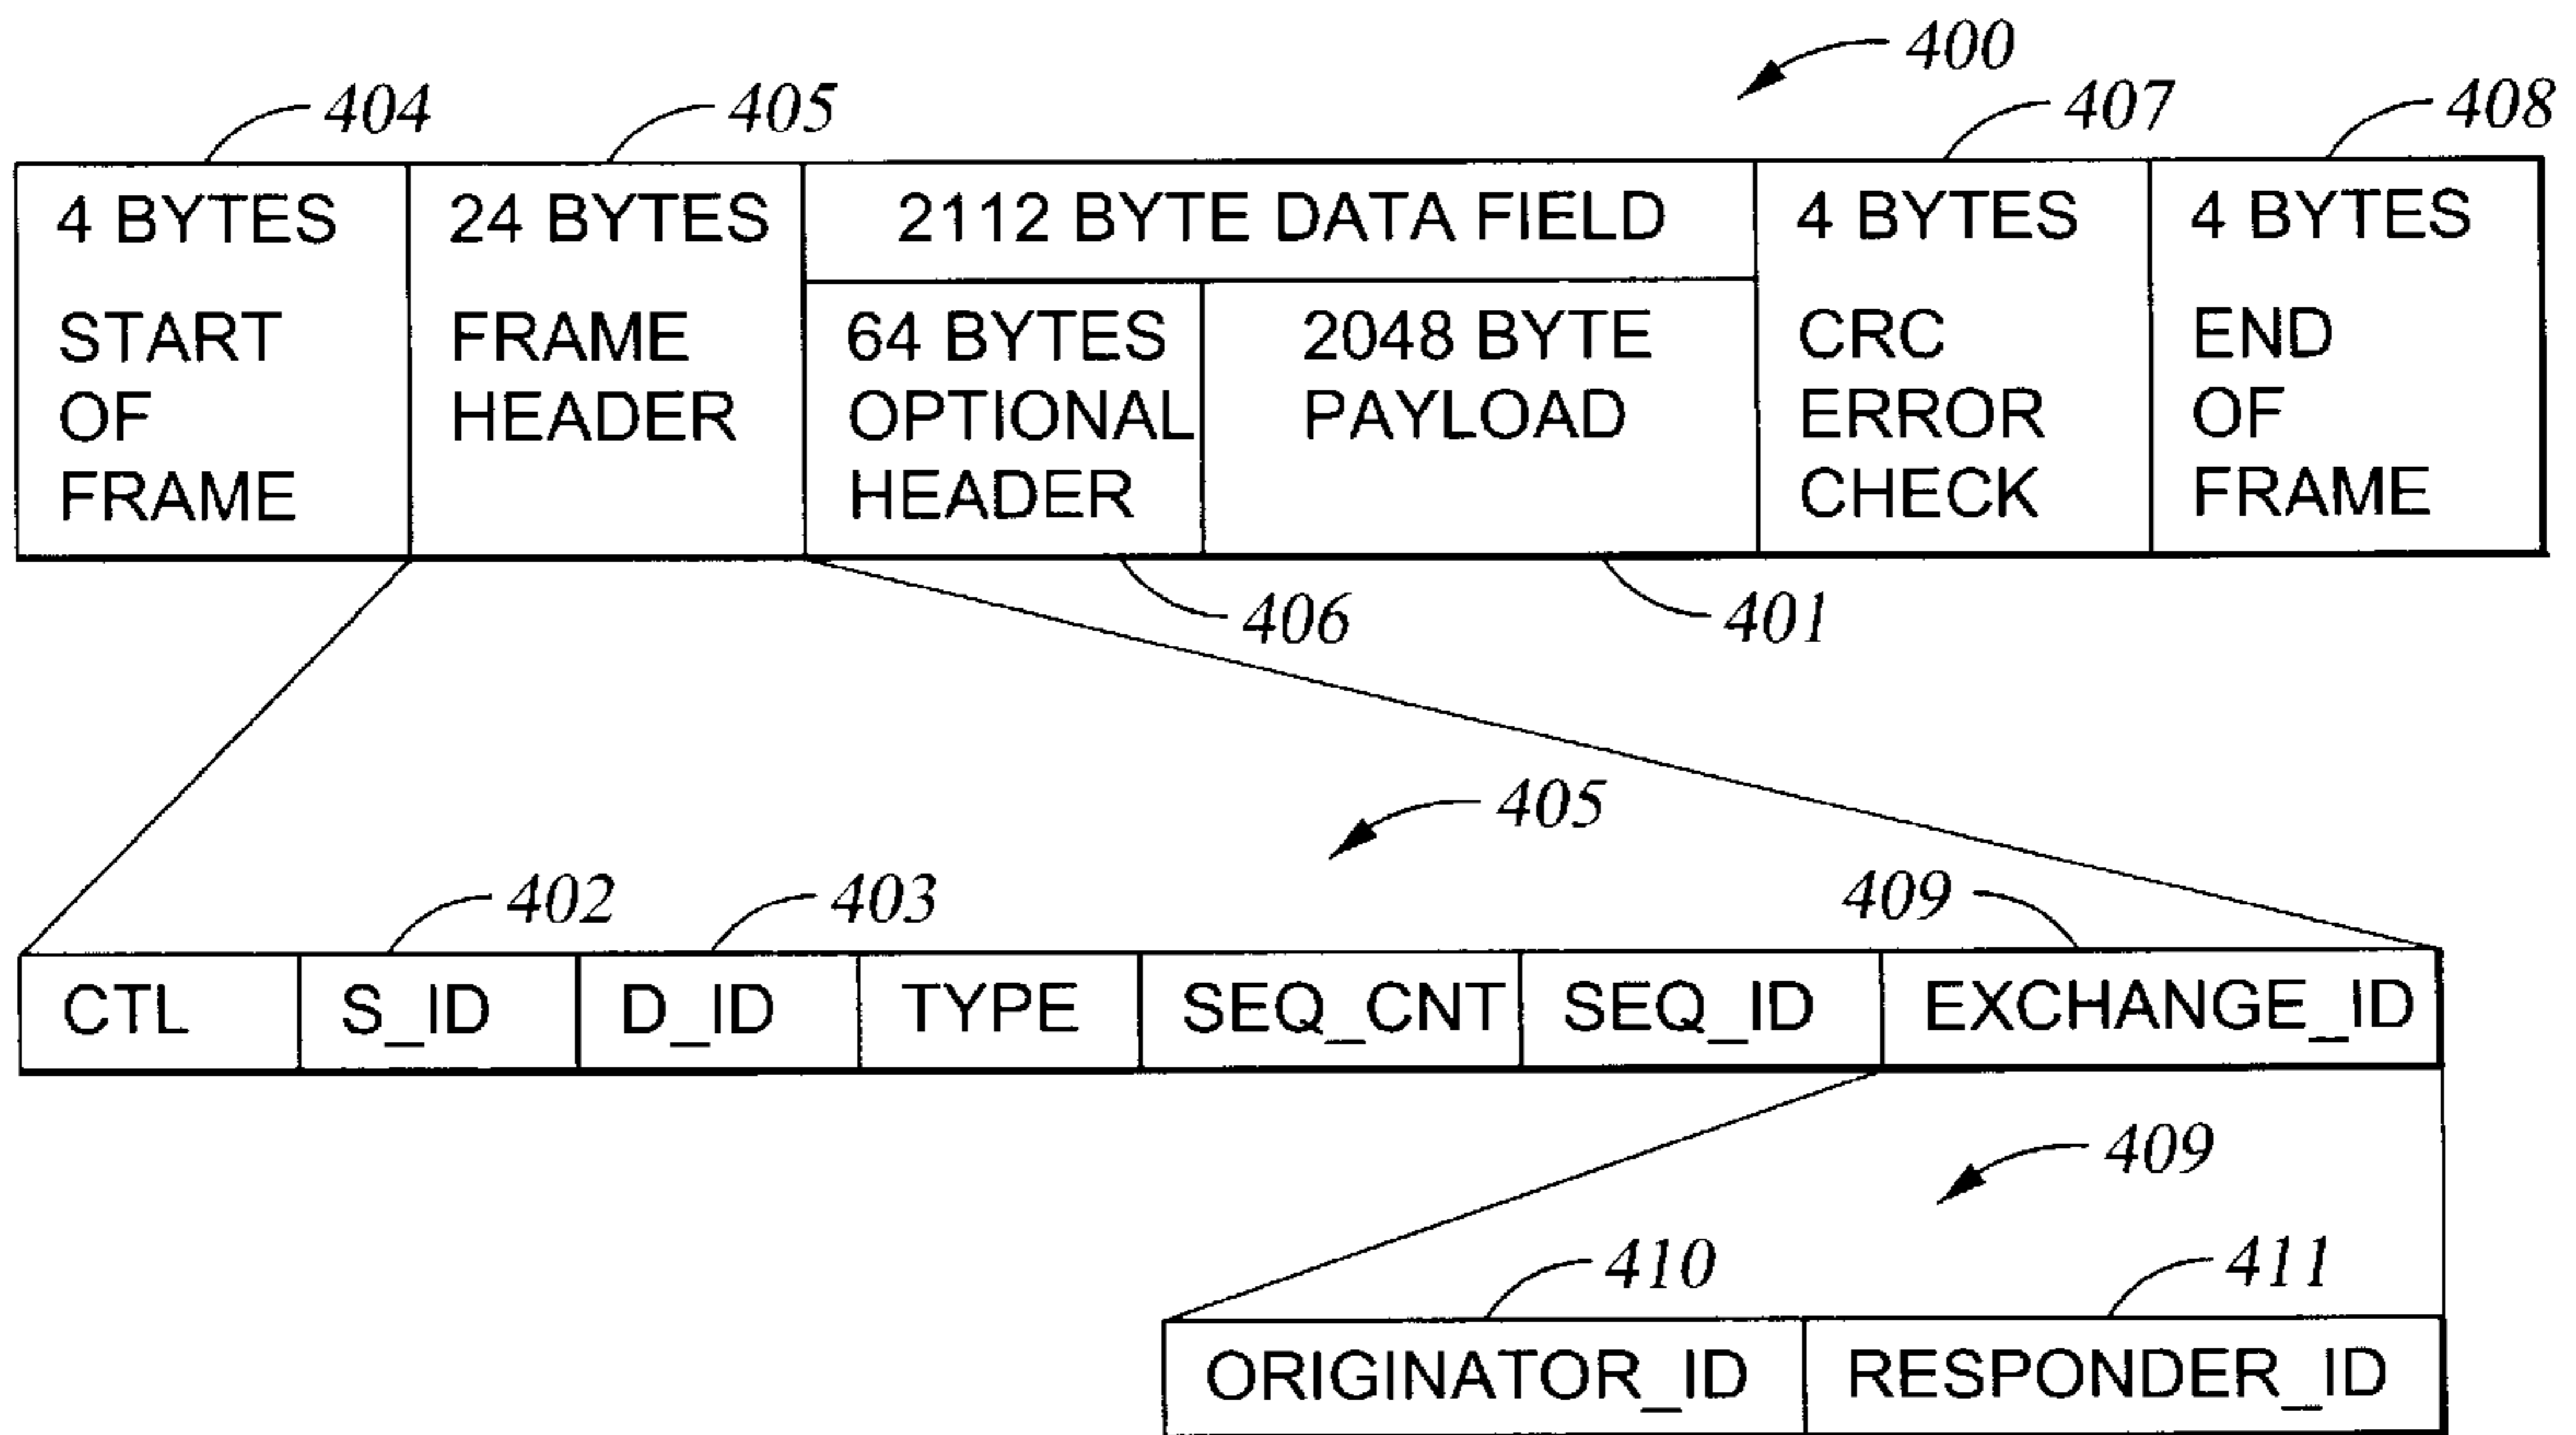 400
404
405
407
408
4 BYTES
START
OF
FRAME
24 BYTES
FRAME
HEADER
2112 BYTE DATA FIELD
64 BYTES
OPTIONAL
HEADER
2048 BYTE
PAYLOAD
4 BYTES
CRC
ERROR
CHECK
4 BYTES
END
OF
FRAME
406
401
405
402
403
409
CTL
S_ID
D_ID
TYPE
SEQ_CNT
SEQ_ID
EXCHANGE_ID
409
410
411
ORIGINATOR_ID
RESPONDER_ID